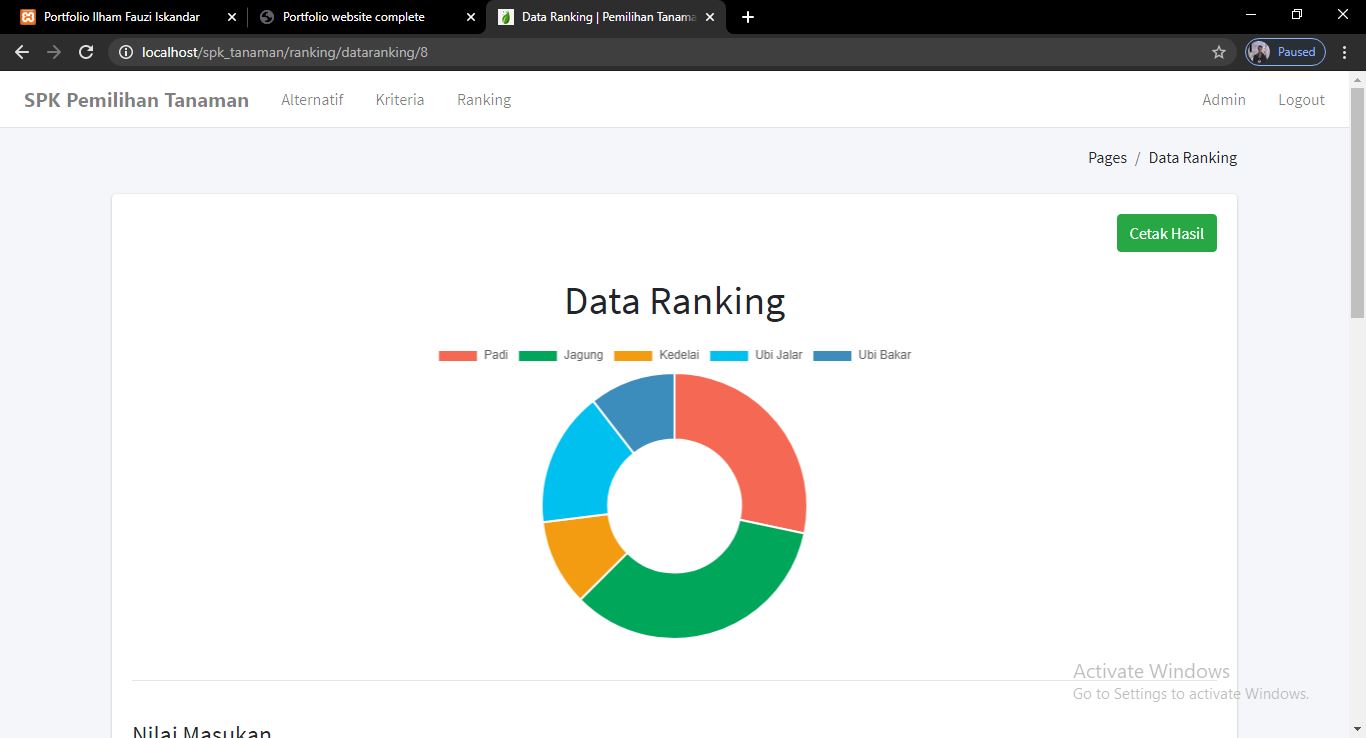 Portfolio Ilham Fauzi Iskandar
Portfolio website complete
Data Ranking | Pemilihan Tanama
localhost/spk_tanaman/ranking/dataranking/8
Paused
SPK Pemilihan Tanaman Alternatif Kriteria Ranking Admin Logout
Pages / Data Ranking
Cetak Hasil
Data Ranking
Padi Jagung Kedelai Ubi Jalar Ubi Bakar
Activate Windows
Go to Settings to activate Windows.
Nilai Masukan